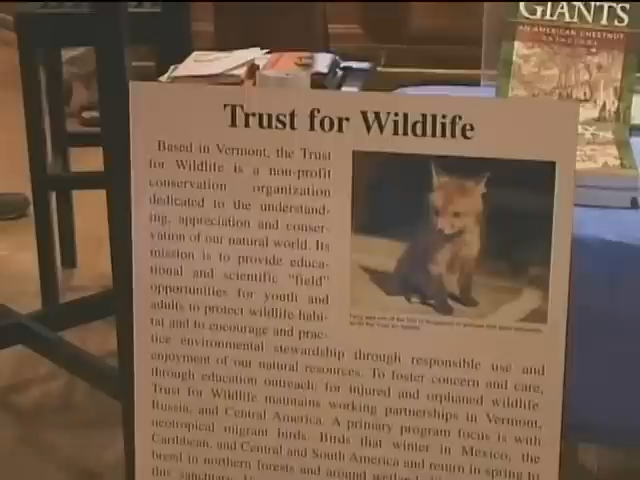 GIANTS
AN AMERICAN CHESTNUT
Trust for Wildlife
Based in Vermont, the Trust
for Wildlife is a non-profit
conservation organization
dedicated to the understand-
ing, appreciation and conser-
vation of our natural world. Its
mission is to provide educa-
tional and scientific "field"
opportunities for youth and
adults to protect wildlife habi-
tat and to encourage and prac-
tice environmental stewardship through responsible use and
enjoyment of our natural resources. To foster concern and care,
through education outreach, for injured and orphaned wildlife
Trust for Wildlife maintains working partnerships in Vermont,
Russia, and Central America. A primary program focus is with
neotropical migrant birds. Birds that winter in Mexico, the
Caribbean, and Central and South America and return in spring to
breed in northern forests and around
this sanctuary.